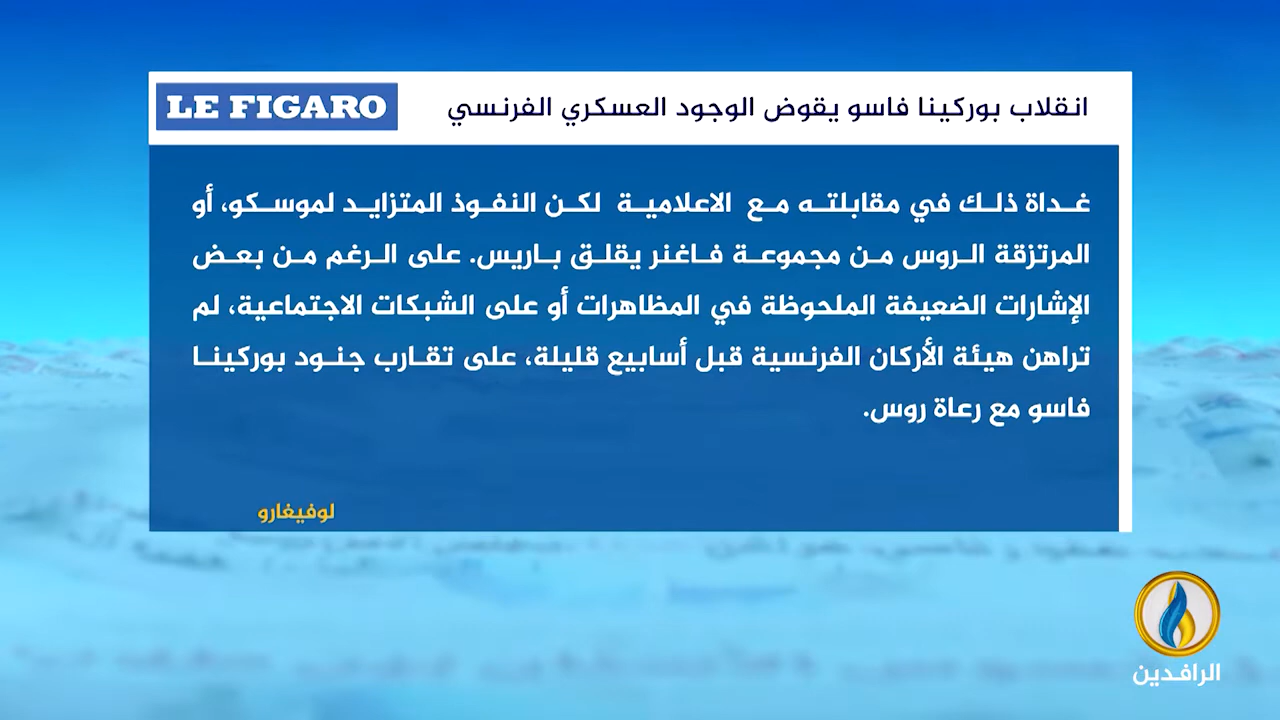 LE FIGARO
انقلاب بوركينا فاسو يقوض الوجود العسكري الفرنسي
غداة ذلك في مقابلته مع الاعلامية لكن النفوذ المتزايد لموسكو، أو
المرتزقة الروس من مجموعة فاغنر يقلق باريس. على الرغم من بعض
الإشارات الضعيفة الملحوظة في المظاهرات أو على الشبكات الاجتماعية، لم
تراهن هيئة الأركان الفرنسية قبل أسابيع قليلة، على تقارب جنود بوركينا
فاسو مع رعاة روس.
لوفيغارو
الرافدين